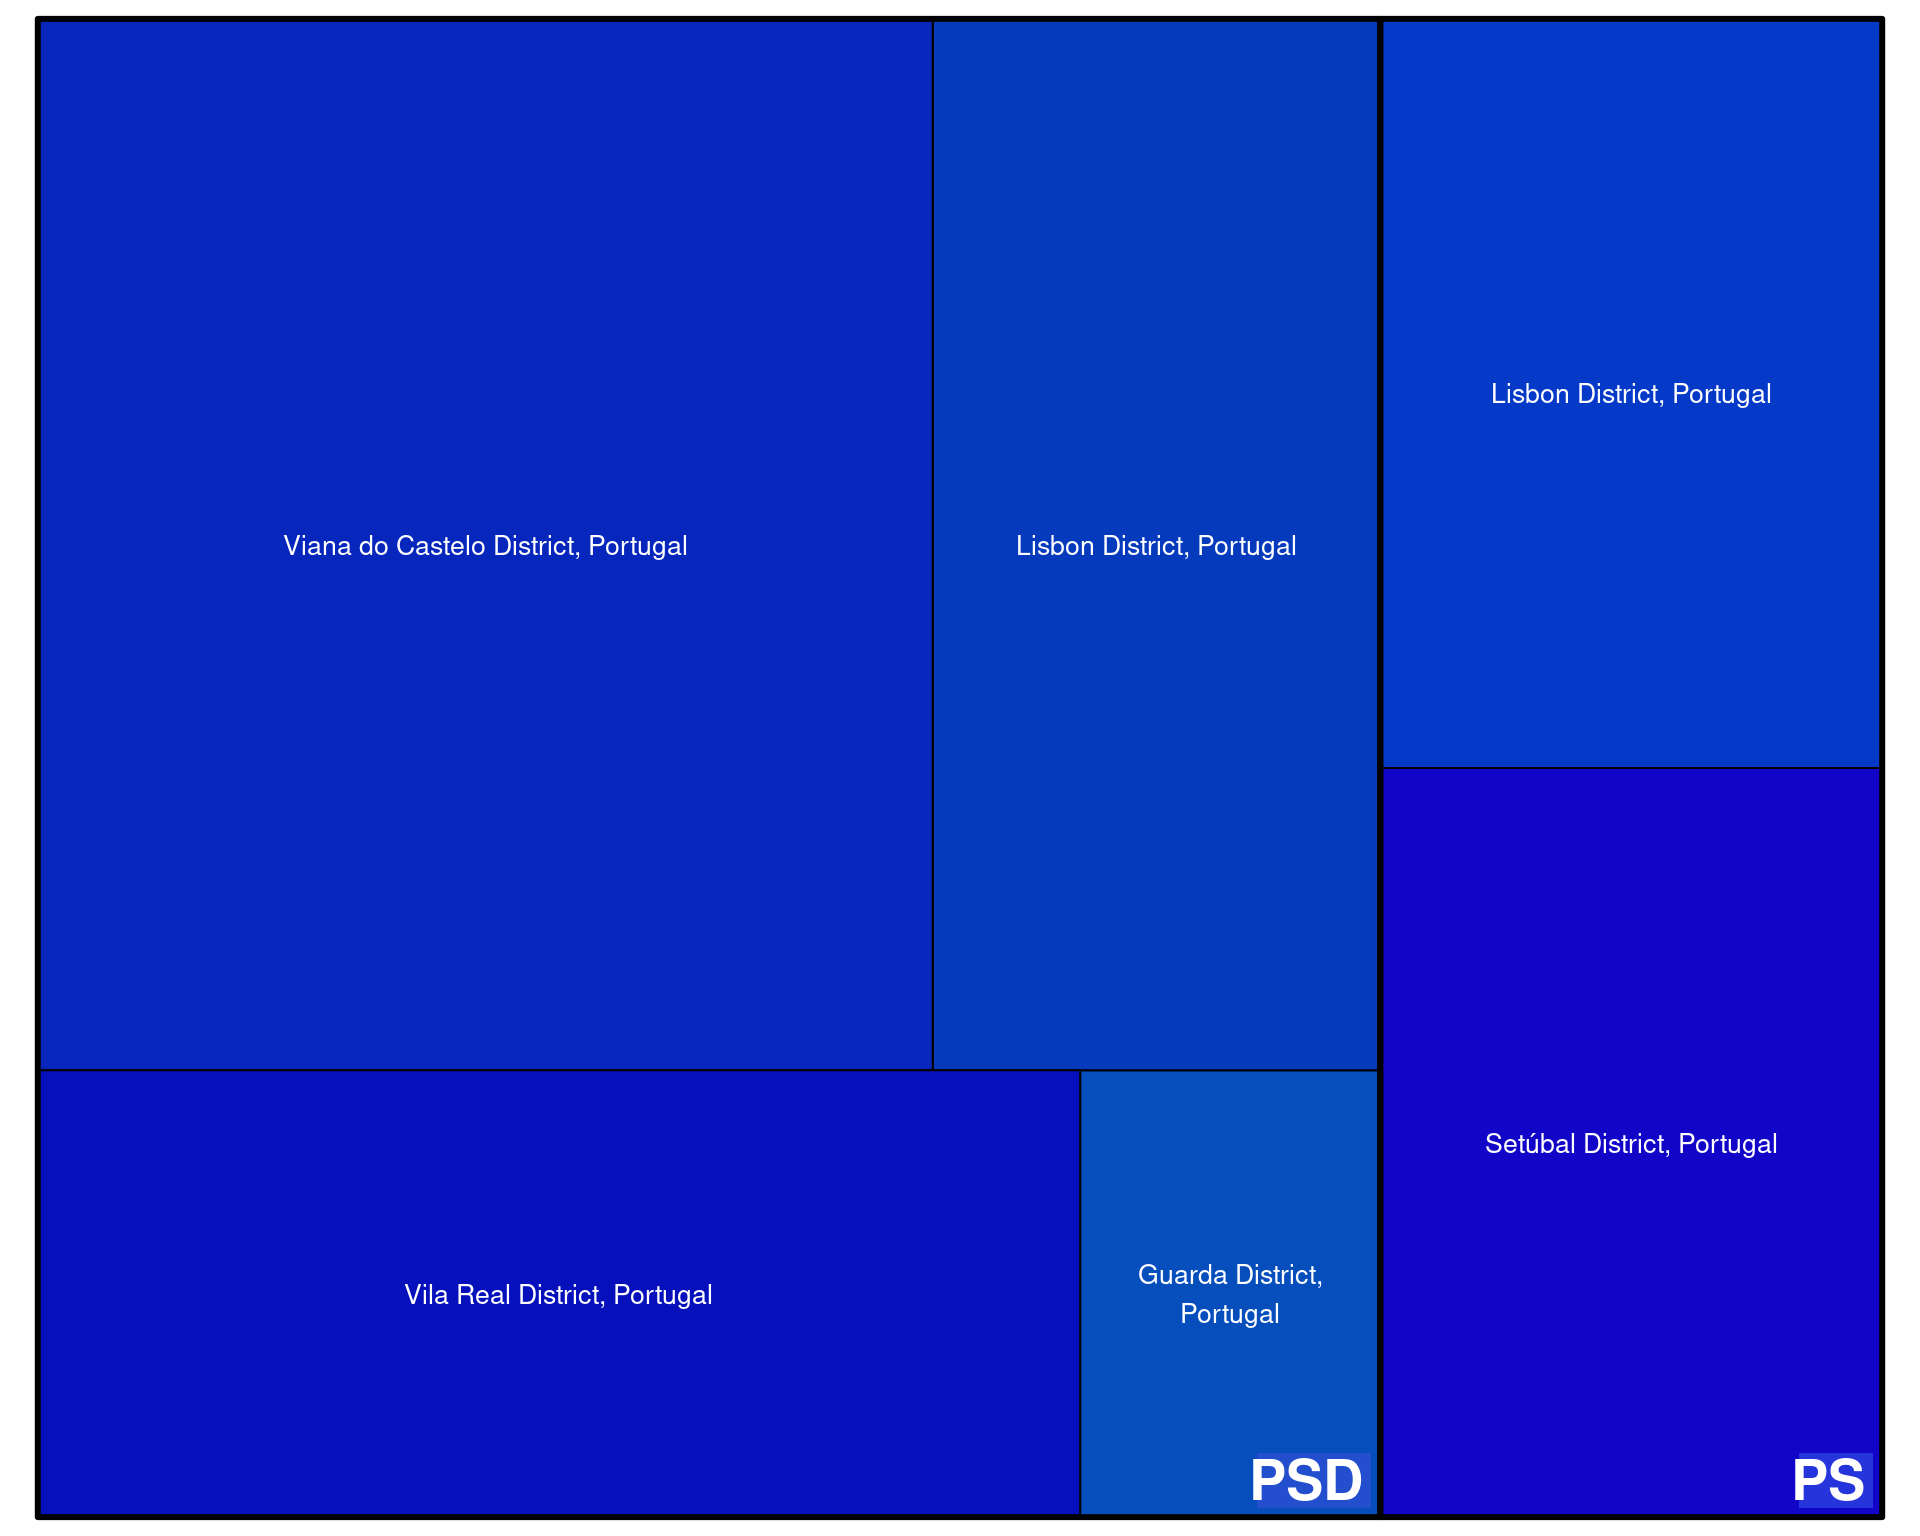 Lisbon District, Portugal
Viana do Castelo District, Portugal
Lisbon District, Portugal
Setúbal District, Portugal
Vila Real District, Portugal
Guarda District,
Portugal
PSD
PS